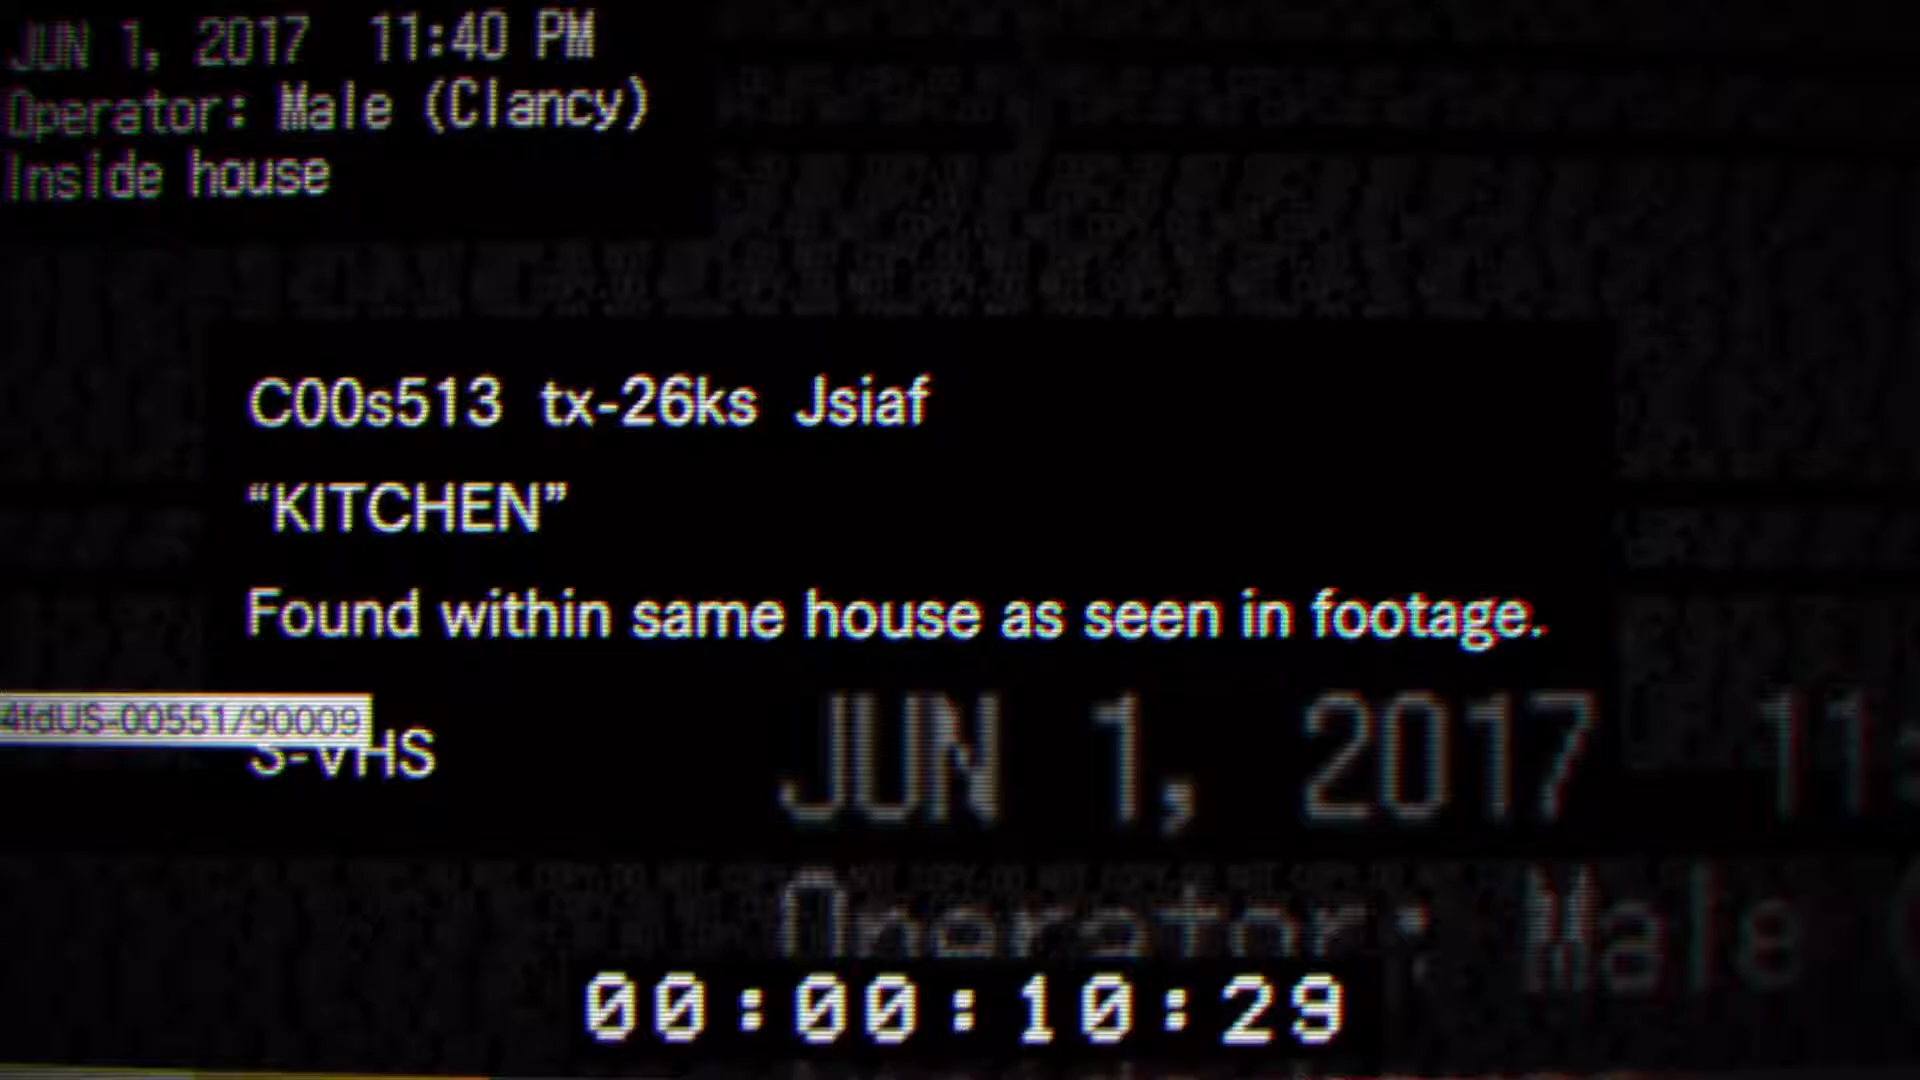 JUN 1, 2017 11:40 PM
Operator: Male (Clancy)
Inside house
C00s513 tx-26ks Jsiaf
“KITCHEN”
Found within same house as seen in footage.
4fdUS-00551/90009
S-VHS
JUN 1, 2017 11:
Operator: Male (
00:00:10:29